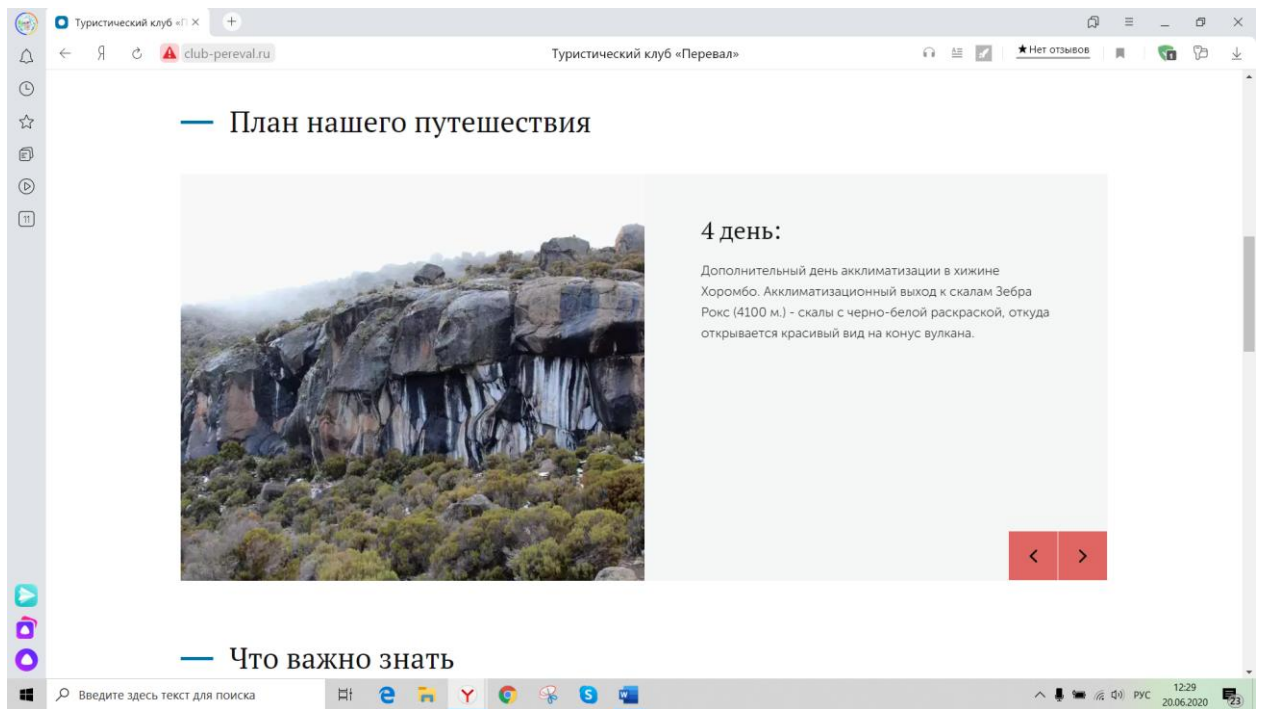 Туристический клуб «П
club-pereval.ru
Туристический клуб «Перевал»
★ Нет отзывов
11
— План нашего путешествия
4 день:
Дополнительный день акклиматизации в хижине
Хоромбо. Акклиматизационный выход к скалам Зебра
Рокс (4100 м.) - скалы с черно-белой раскраской, откуда
открывается красивый вид на конус вулкана.
— Что важно знать
Введите здесь текст для поиска
РУС
12:29
20.06.2020
23